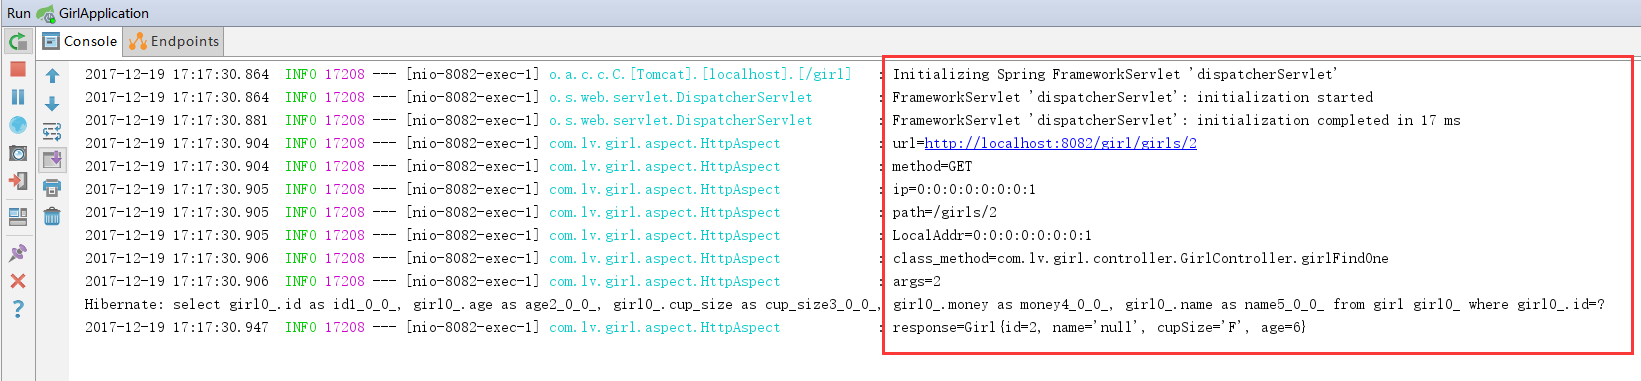 Run GirlApplication
Console Endpoints
2017-12-19 17:17:30.864 INFO 17208 --- [nio-8082-exec-1] o.a.c.c.C.[Tomcat].[localhost].[/girl] : Initializing Spring FrameworkServlet 'dispatcherServlet'
2017-12-19 17:17:30.864 INFO 17208 --- [nio-8082-exec-1] o.s.web.servlet.DispatcherServlet : FrameworkServlet 'dispatcherServlet': initialization started
2017-12-19 17:17:30.881 INFO 17208 --- [nio-8082-exec-1] o.s.web.servlet.DispatcherServlet : FrameworkServlet 'dispatcherServlet': initialization completed in 17 ms
2017-12-19 17:17:30.904 INFO 17208 --- [nio-8082-exec-1] com.lv.girl.aspect.HttpAspect : url=http://localhost:8082/girl/girls/2
2017-12-19 17:17:30.904 INFO 17208 --- [nio-8082-exec-1] com.lv.girl.aspect.HttpAspect : method=GET
2017-12-19 17:17:30.905 INFO 17208 --- [nio-8082-exec-1] com.lv.girl.aspect.HttpAspect : ip=0:0:0:0:0:0:0:1
2017-12-19 17:17:30.905 INFO 17208 --- [nio-8082-exec-1] com.lv.girl.aspect.HttpAspect : path=/girls/2
2017-12-19 17:17:30.905 INFO 17208 --- [nio-8082-exec-1] com.lv.girl.aspect.HttpAspect : LocalAddr=0:0:0:0:0:0:0:1
2017-12-19 17:17:30.906 INFO 17208 --- [nio-8082-exec-1] com.lv.girl.aspect.HttpAspect : class_method=com.lv.girl.controller.GirlController.girlFindOne
2017-12-19 17:17:30.906 INFO 17208 --- [nio-8082-exec-1] com.lv.girl.aspect.HttpAspect : args=2
Hibernate: select girl0_.id as id1_0_0_, girl0_.age as age2_0_0_, girl0_.cup_size as cup_size3_0_0_, girl0_.money as money4_0_0_, girl0_.name as name5_0_0_ from girl girl0_ where girl0_.id=?
2017-12-19 17:17:30.947 INFO 17208 --- [nio-8082-exec-1] com.lv.girl.aspect.HttpAspect : response=Girl{id=2, name='null', cupSize='F', age=6}